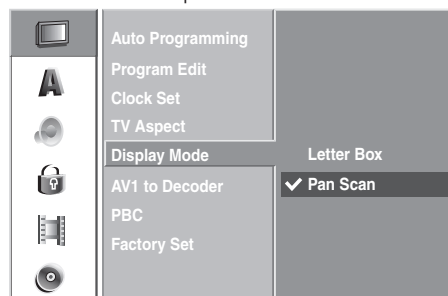 A
Auto Programming
Program Edit
Clock Set
TV Aspect
Display Mode
Letter Box
AV1 to Decoder
✓ Pan Scan
PBC
Factory Set